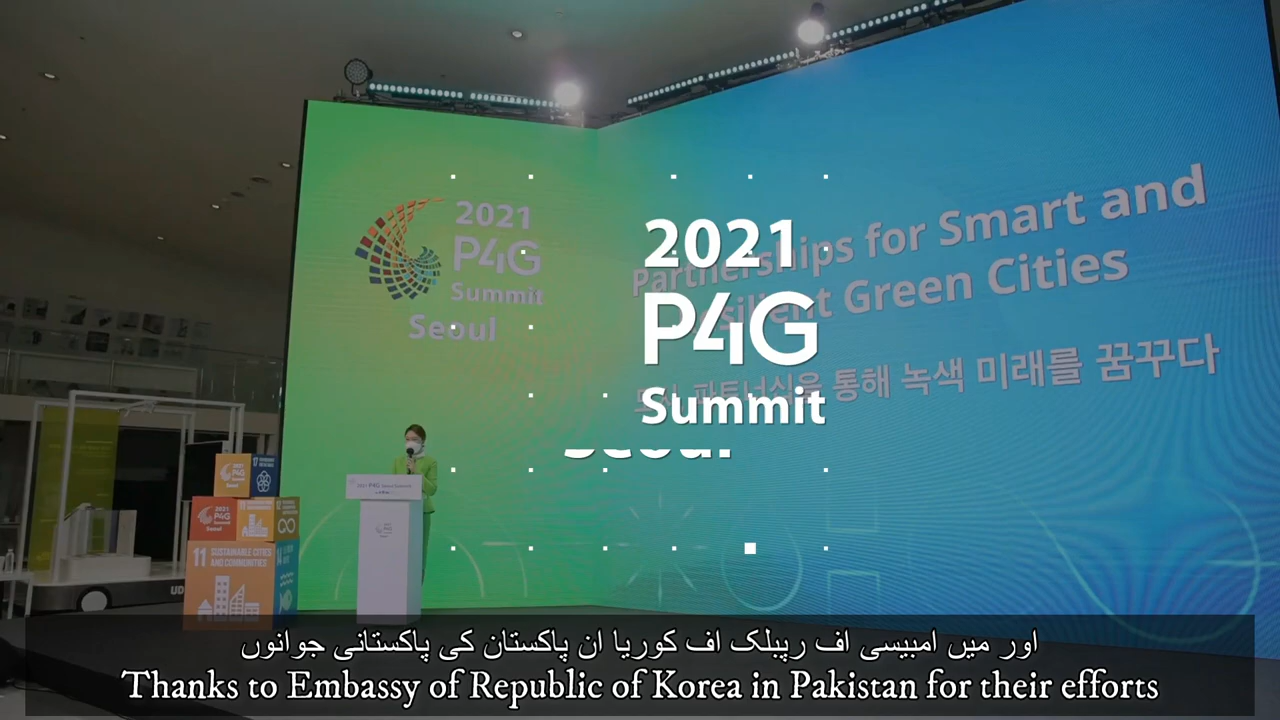 2021
P4G
Summit
Seoul
Partnerships for Smart and
Green Cities
파트너십을 통해 녹색 미래를 꿈꾸다
2021
P4G
Summit
2021
P4G
Summit
Seoul
11 SUSTAINABLE CITIES
AND COMMUNITIES
اور میں امبیسی اف رپبلک اف کوریا ان پاکستان کی پاکستانی جوانوں
Thanks to Embassy of Republic of Korea in Pakistan for their efforts